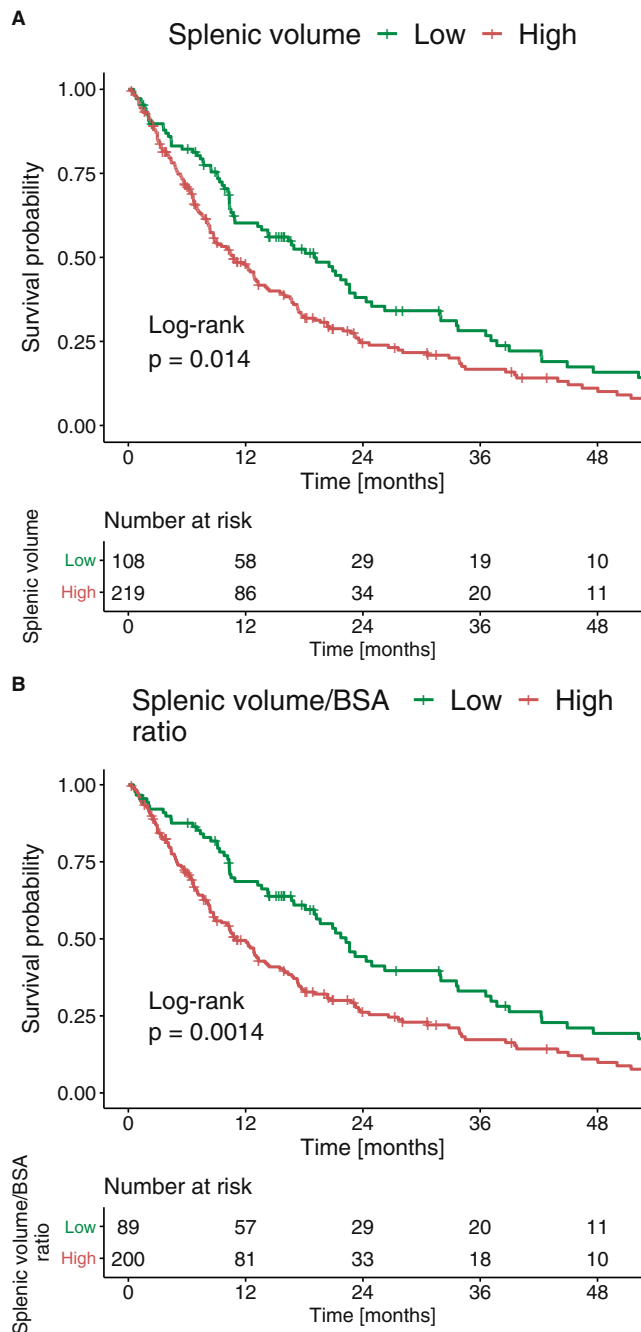 A
Splenic volume Low High
1.00
0.75
0.50
0.25
0.00
Survival probability
Log-rank
p = 0.014
0 12 24 36 48
Time [months]
Number at risk
Splenic volume
Low 108 58 29 19 10
High 219 86 34 20 11
0 12 24 36 48
Time [months]
B
Splenic volume/BSA Low High
ratio
1.00
0.75
0.50
0.25
0.00
Survival probability
Log-rank
p = 0.0014
0 12 24 36 48
Time [months]
Number at risk
Splenic volume/BSA
ratio
Low 89 57 29 20 11
High 200 81 33 18 10
0 12 24 36 48
Time [months]